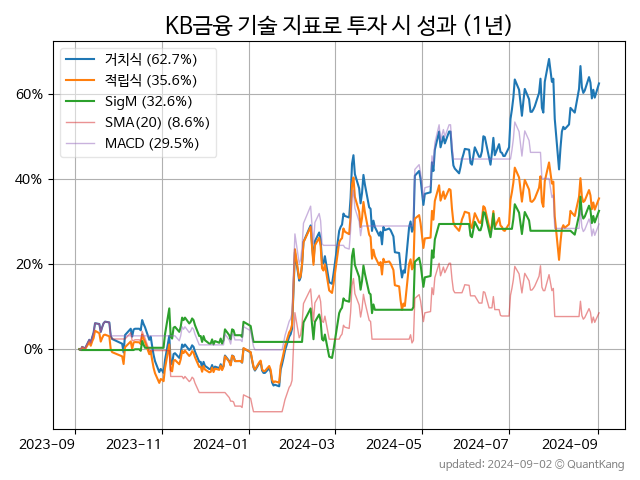 KB금융 기술 지표로 투자 시 성과 (1년)
거치식 (62.7%)
적립식 (35.6%)
SigM (32.6%)
SMA(20) (8.6%)
MACD (29.5%)
60%
40%
20%
0%
2023-09 2023-11 2024-01 2024-03 2024-05 2024-07 2024-09
updated: 2024-09-02 © QuantKang